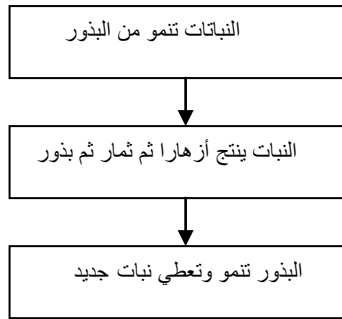 النباتات تنمو من البذور
النبات ينتج أزهارا ثم ثمار ثم بذور
البذور تنمو وتعطي نبات جديد